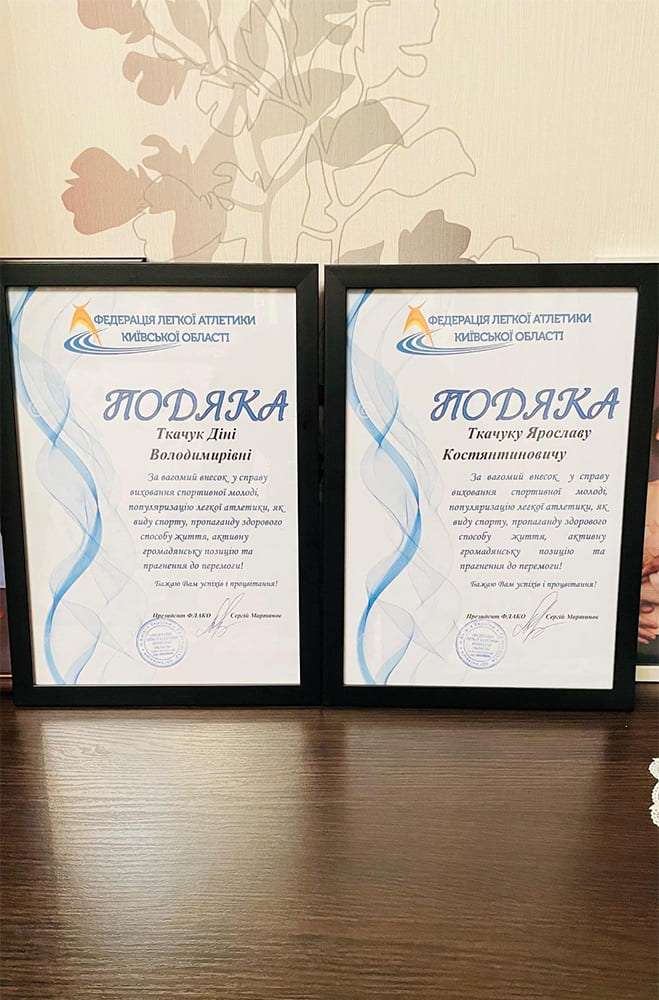 ФЕДЕРАЦІЯ ЛЕГКОЇ АТЛЕТИКИ
КИЇВСЬКОЇ ОБЛАСТІ
ПОДЯКА
Ткачук Діні
Володимирівні
За вагомий внесок у справу
виховання спортивної молоді,
популяризацію легкої атлетики, як
виду спорту, пропаганду здорового
способу життя, активну
громадянську позицію та
прагнення до перемоги!
Бажаю Вам успіхів і процвітання!
Президент ФЛАКО Сергій
ФЕДЕРАЦІЯ ЛЕГКОЇ АТЛЕТИКИ
КИЇВСЬКОЇ ОБЛАСТІ
ПОДЯКА
Ткачуку Ярославу
Костянтиновичу
За вагомий внесок у справу
виховання спортивної молоді,
популяризацію легкої атлетики, як
виду спорту, пропаганду здорового
способу життя, активну
громадянську позицію та
прагнення до перемоги!
Бажаю Вам успіхів і процвітання!
Президент ФЛАКО Сергій